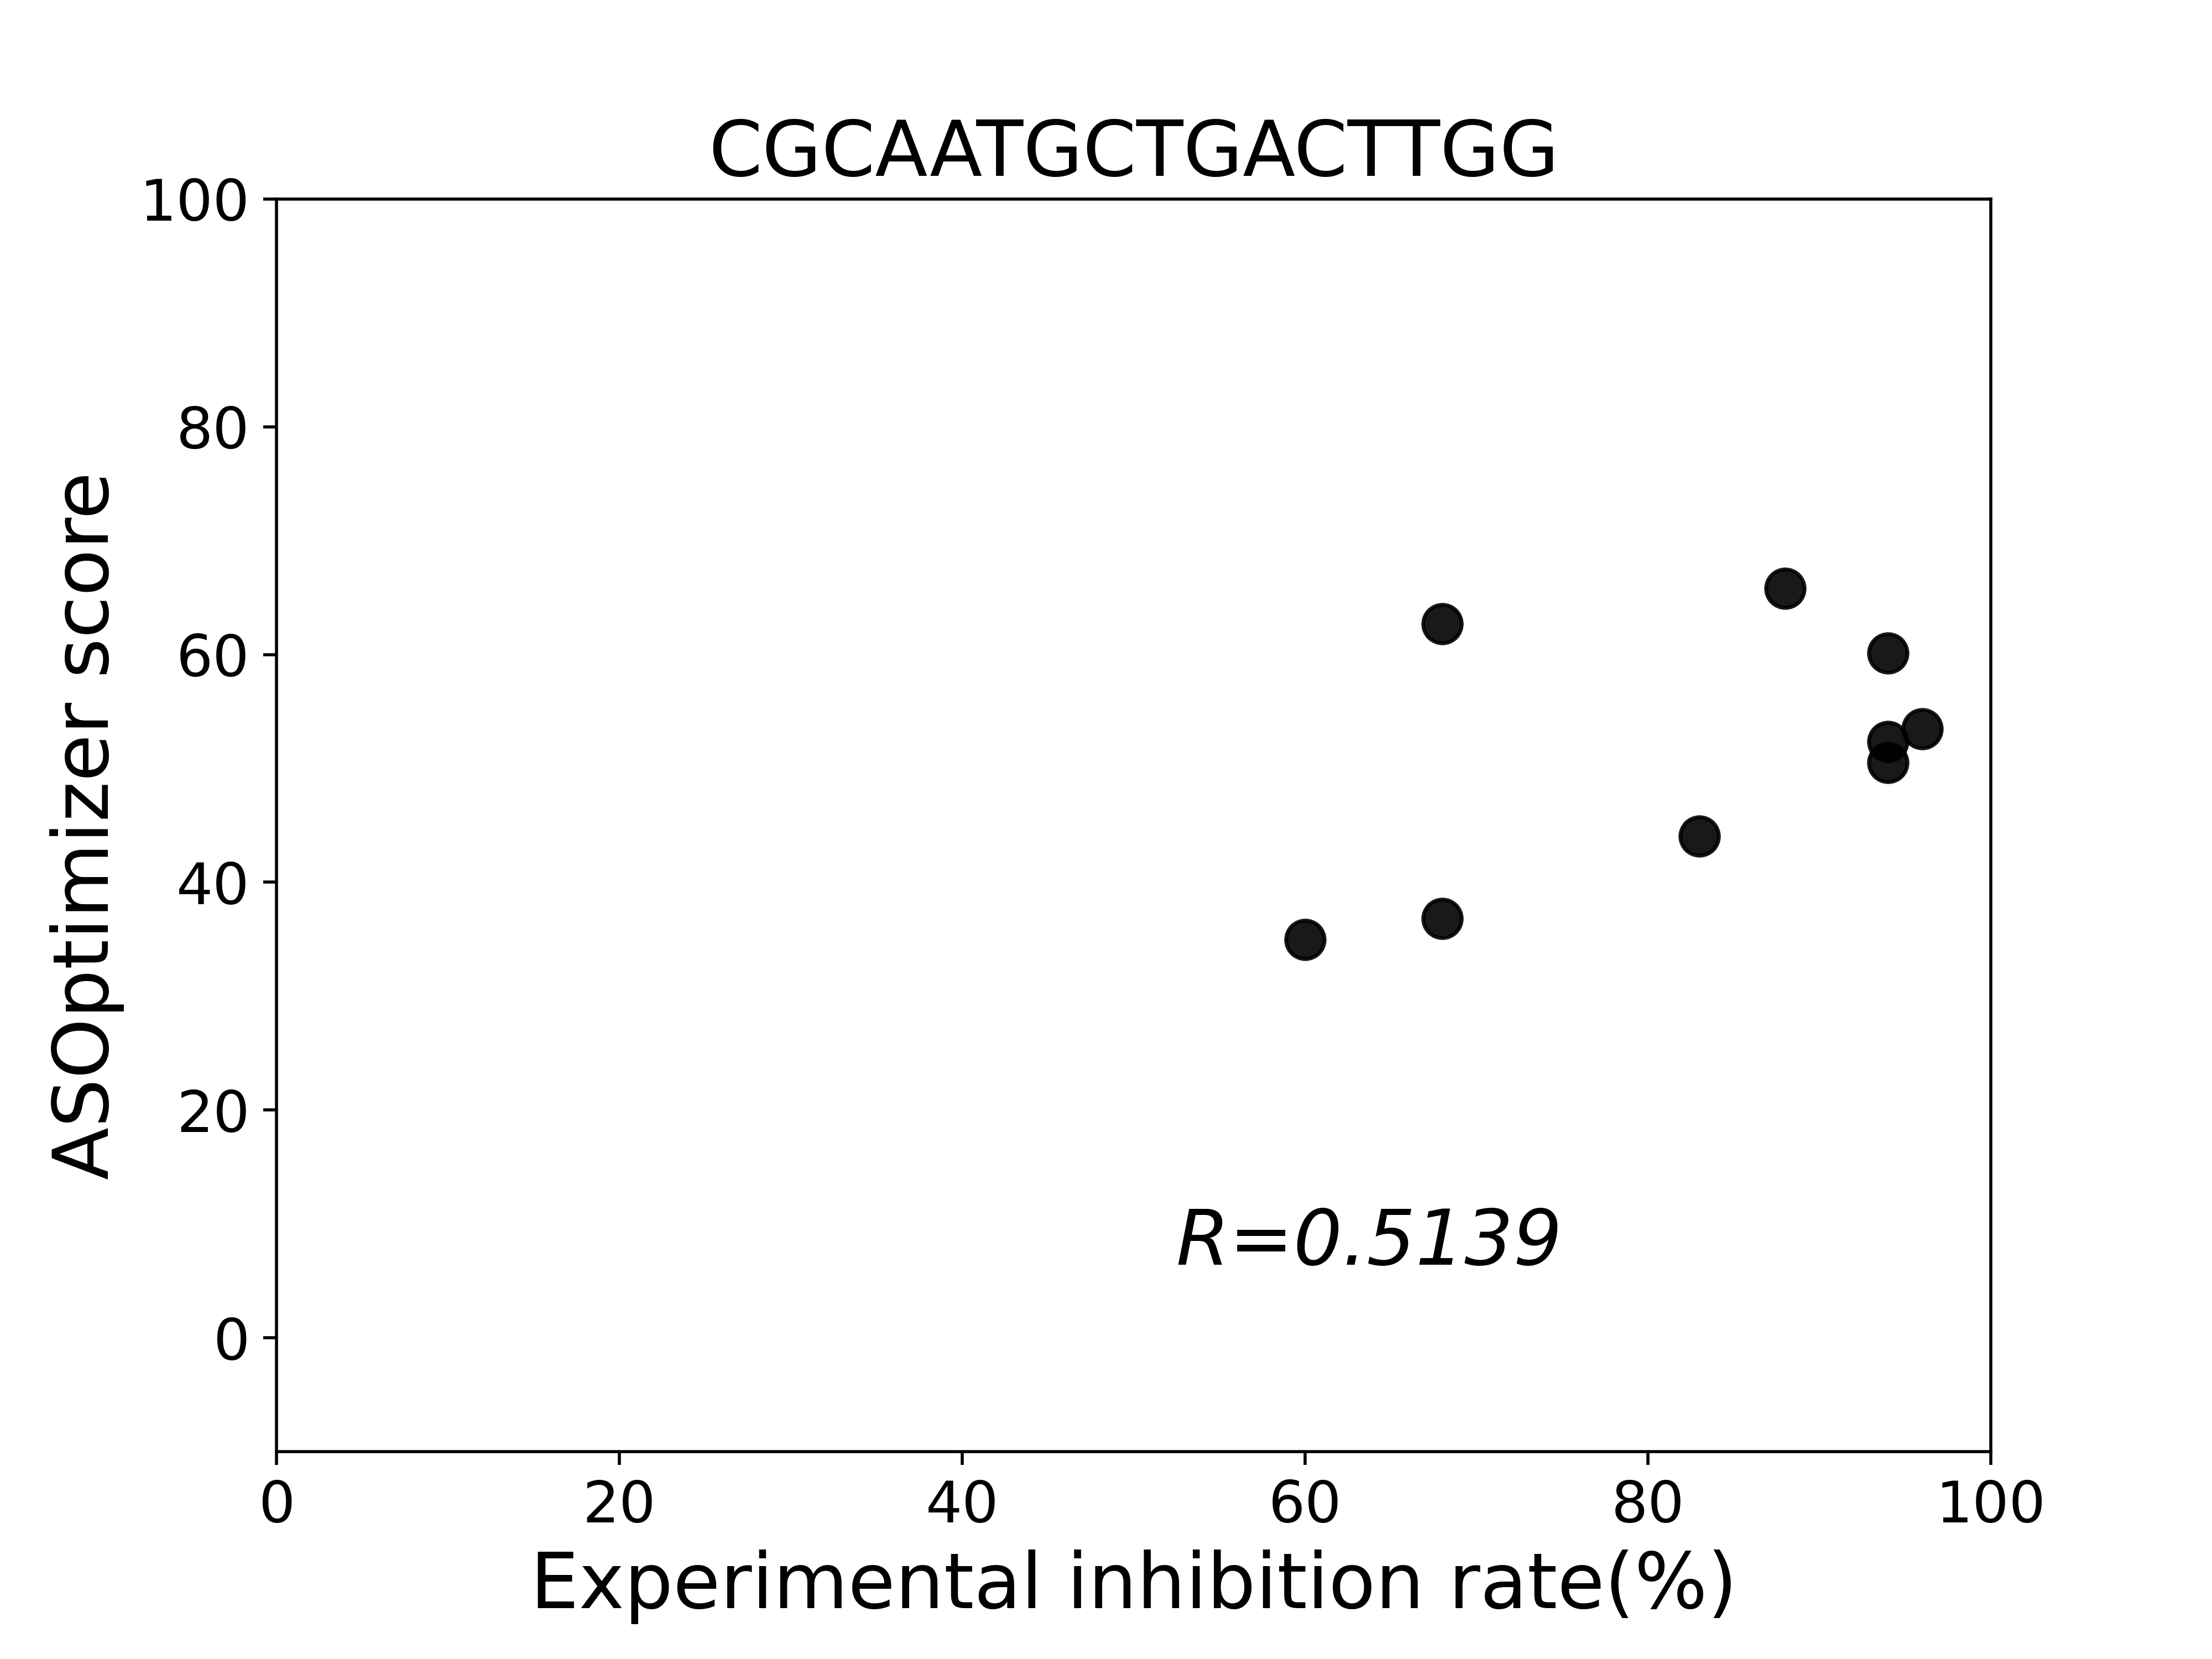 CGCAATGCTGACTTGG
100
80
60
40
20
0
ASOptimizer score
R=0.5139
0 20 40 60 80 100
Experimental inhibition rate(%)